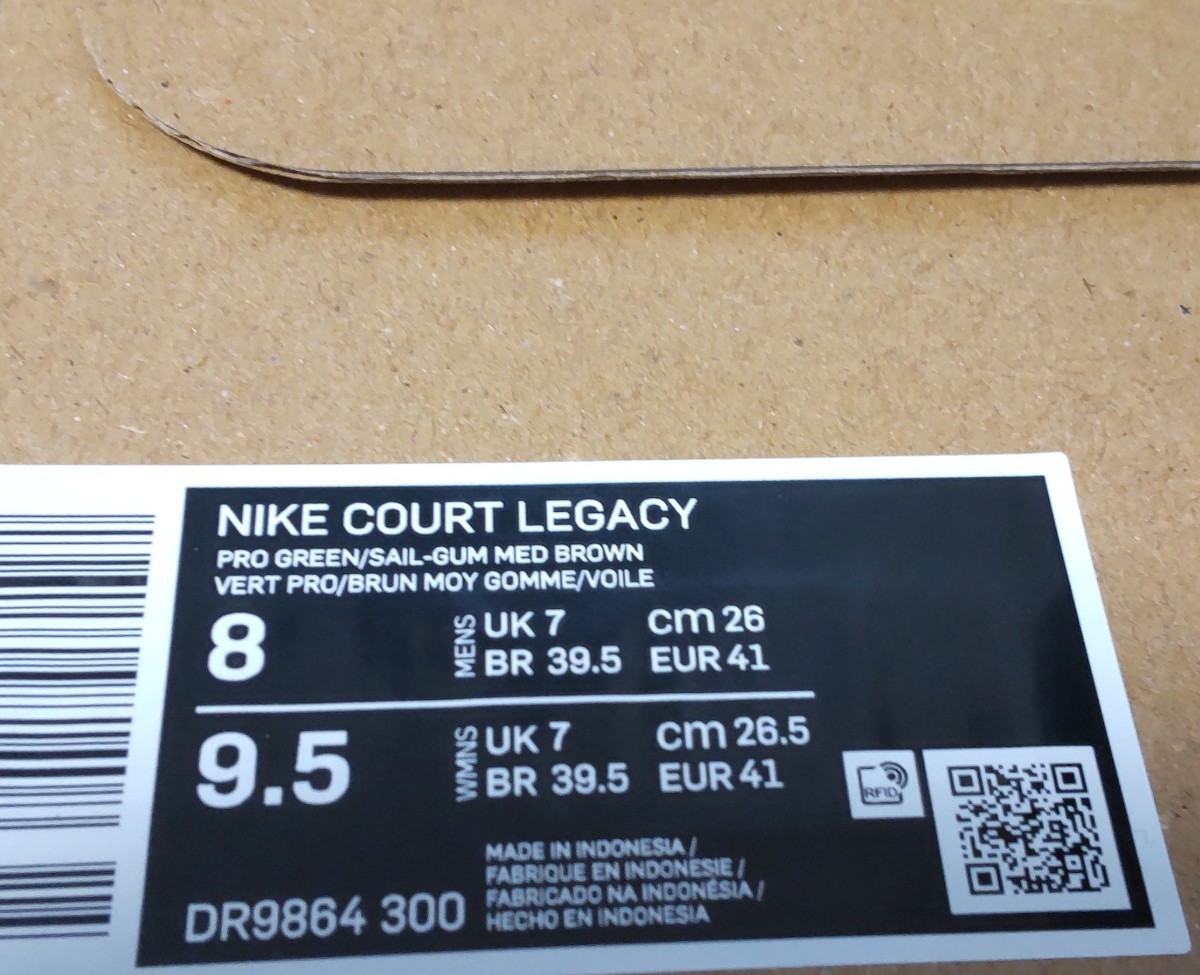 NIKE COURT LEGACY
PRO GREEN/SAIL-GUM MED BROWN
VERT PRO/BRUN MOY GOMME/VOILE
8 MENS UK 7 cm 26
BR 39.5 EUR 41
9.5 WMNS UK 7 cm 26.5
BR 39.5 EUR 41
RFID
MADE IN INDONESIA /
FABRIQUE EN INDONESIE /
FABRICADO NA INDONÉSIA /
HECHO EN INDONESIA
DR9864 300